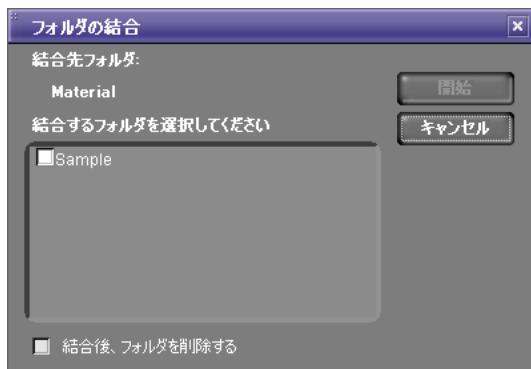 フォルダの結合
結合先フォルダ:
Material
開始
結合するフォルダを選択してください
キャンセル
Sample
結合後、フォルダを削除する